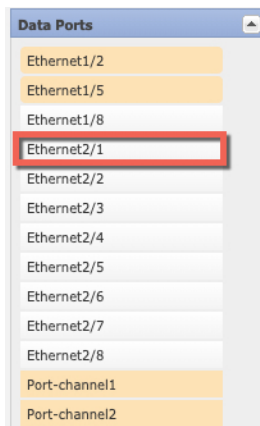 Data Ports
Ethernet1/2
Ethernet1/5
Ethernet1/8
Ethernet2/1
Ethernet2/2
Ethernet2/3
Ethernet2/4
Ethernet2/5
Ethernet2/6
Ethernet2/7
Ethernet2/8
Port-channel1
Port-channel2